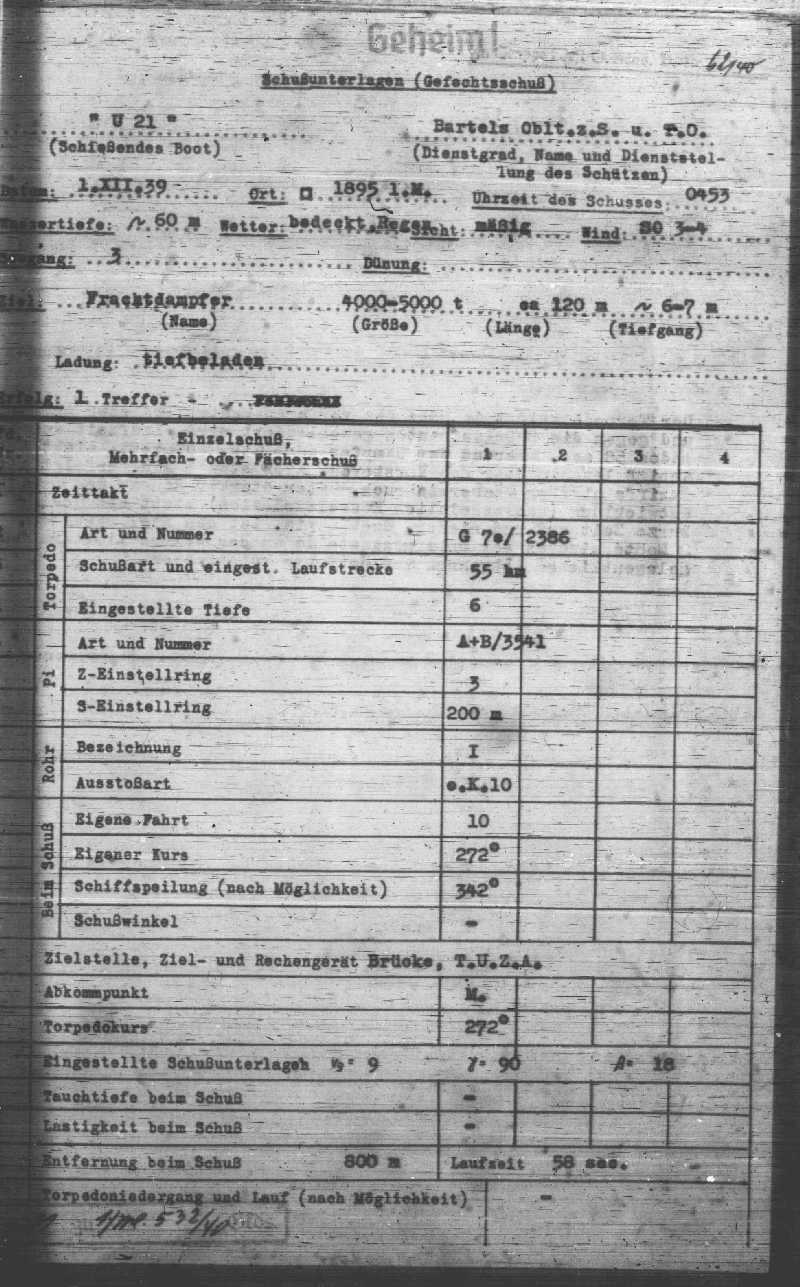 Geheim!
62/40
Schußunterlagen (Gefechtsschuß)
" U 21 " Bartels Oblt.z.S. u. T.O.
(Schießendes Boot) (Dienstgrad, Name und Dienststel-
lung des Schützen)
Datum: 1.XII.39 Ort: □ 1895 l.M. Uhrzeit des Schusses: 0453
Wassertiefe: ~ 60 m Wetter: bedeckt,Regen Sicht: mäßig Wind: SO 3-4
Seegang: 3 Dünung:
Ziel: Frachtdampfer 4000-5000 t ca 120 m ~ 6-7 m
(Name) (Größe) (Länge) (Tiefgang)
Ladung: tiefbeladen
Erfolg: 1 Treffer -
Einzelschuß,
Mehrfach- oder Fächerschuß 1 2 3 4
Zeittakt
Torpedo
Art und Nummer G 7e/ 2386
Schußart und eingest. Laufstrecke 55 hm
Eingestellte Tiefe 6
Pi
Art und Nummer A+B/3541
Z-Einstellring 3
S-Einstellring 200 m
Rohr
Bezeichnung I
Ausstoßart e.K.10
Beim Schuß
Eigene Fahrt 10
Eigener Kurs 272°
Schiffspeilung (nach Möglichkeit) 342°
Schußwinkel -
Zielstelle, Ziel- und Rechengerät Brücke, T.U.Z.A.
Abkommpunkt M.
Torpedokurs 272°
Eingestellte Schußunterlagen = 9 γ= 90 β= 18
Tauchtiefe beim Schuß -
Lastigkeit beim Schuß -
Entfernung beim Schuß 800 m Laufzeit 58 sec.
Torpedoniedergang und Lauf (nach Möglichkeit) -
532/40